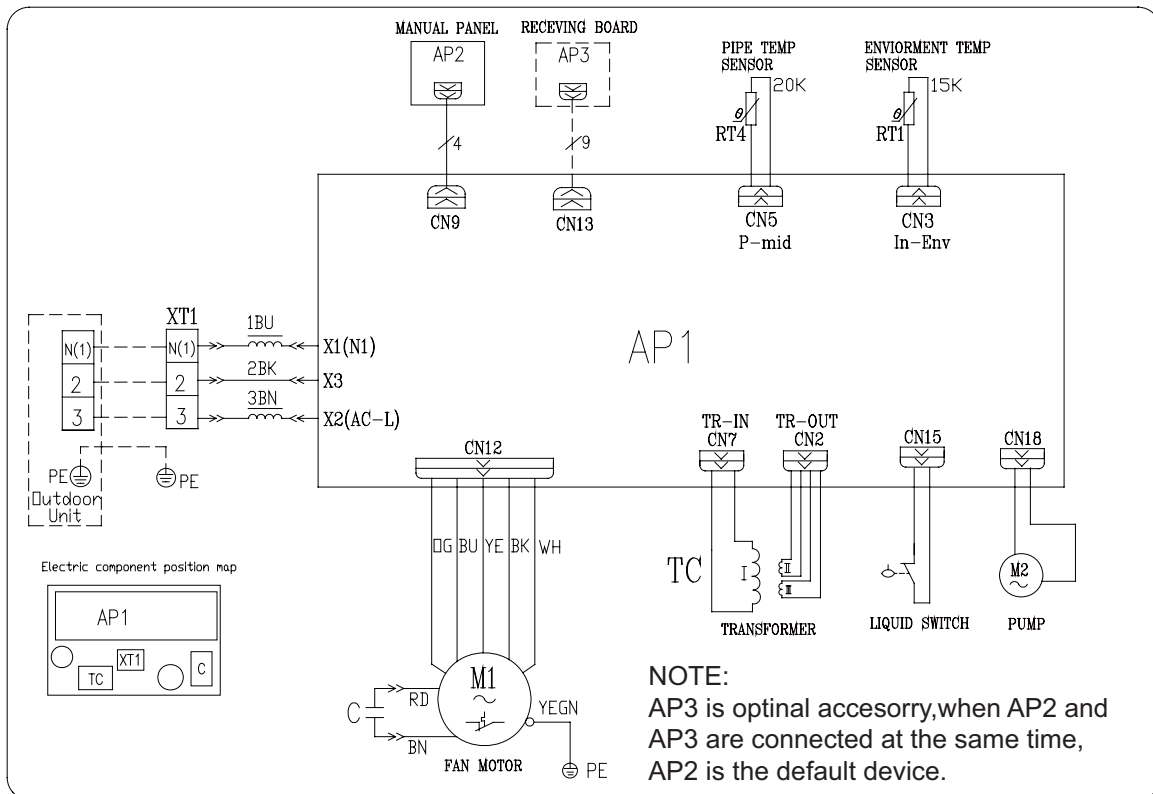 MANUAL PANEL
AP2
4
CN9
RECEVING BOARD
AP3
9
CN13
PIPE TEMP
SENSOR
20K
θ
RT4
CN5
P-mid
ENVIORMENT TEMP
SENSOR
15K
θ
RT1
CN3
In-Env
AP1
XT1
N(1) N(1) 1BU X1(N1)
2 2 2BK X3
3 3 3BN X2(AC-L)
PE PE
Outdoor
Unit
CN12
OG BU YE BK WH
M1
C
RD
BN
YEGN
PE
FAN MOTOR
TR-IN
CN7
TR-OUT
CN2
TC
I
II
III
TRANSFORMER
CN15
LIQUID SWITCH
CN18
M2
PUMP
Electric component position map
AP1
TC
XT1
C
NOTE:
AP3 is optinal accesorry,when AP2 and
AP3 are connected at the same time,
AP2 is the default device.